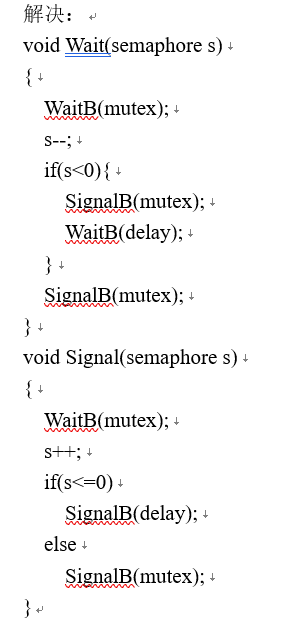 解决：
void Wait(semaphore s)
{
WaitB(mutex);
s--;
if(s<0){
SignalB(mutex);
WaitB(delay);
}
SignalB(mutex);
}
void Signal(semaphore s)
{
WaitB(mutex);
s++;
if(s<=0)
SignalB(delay);
else
SignalB(mutex);
}